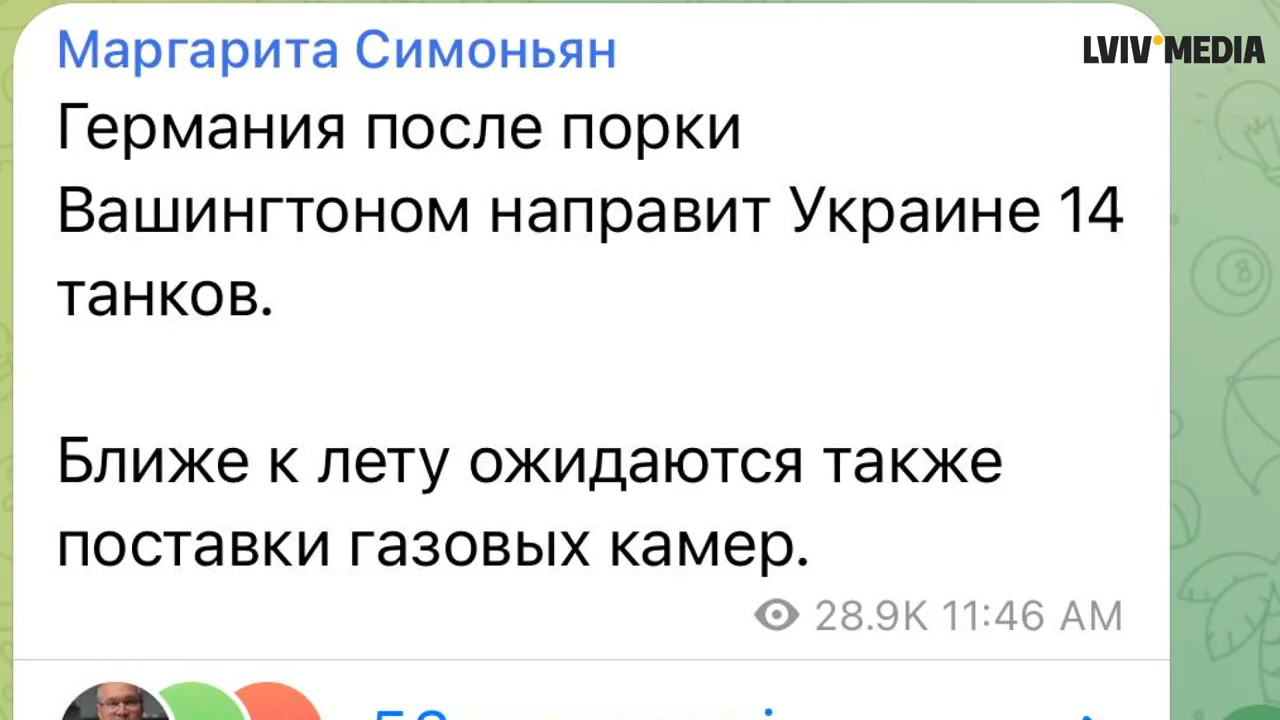 Маргарита Симоньян
LVIV MEDIA
Германия после порки
Вашингтоном направит Украине 14
танков.
Ближе к лету ожидаются также
поставки газовых камер.
28.9K 11:46 AM